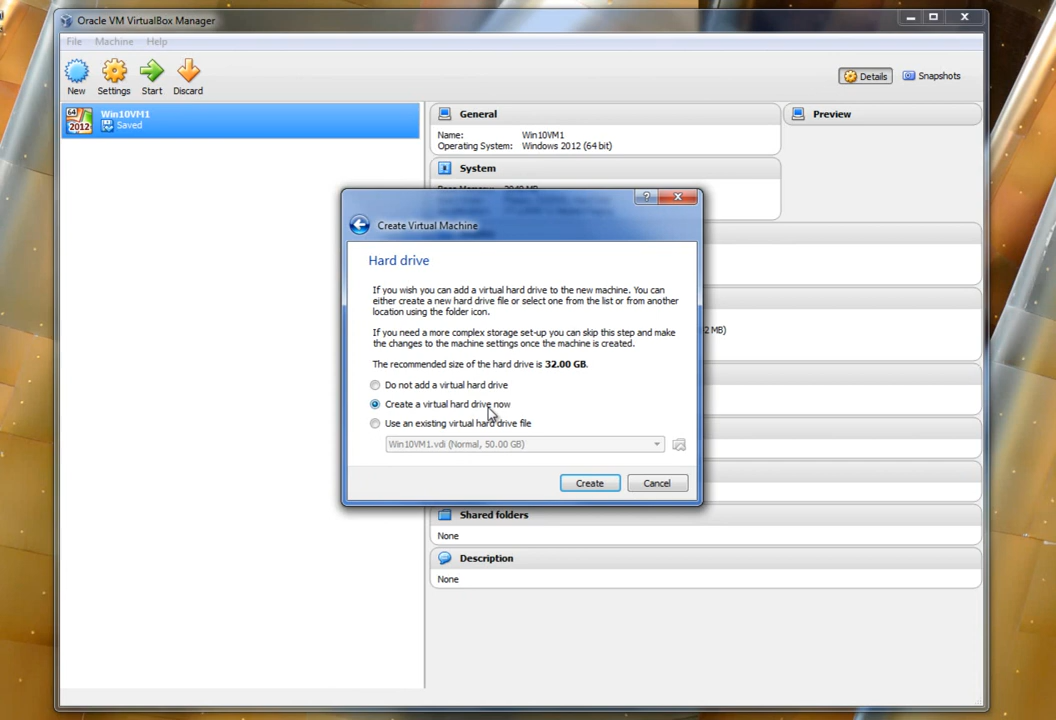 Oracle VM VirtualBox Manager
File Machine Help
New Settings Start Discard
Details Snapshots
64
2012
Win10VM1
Saved
General
Name: Win10VM1
Operating System: Windows 2012 (64 bit)
Preview
System
?
Create Virtual Machine
Hard drive
If you wish you can add a virtual hard drive to the new machine. You can
either create a new hard drive file or select one from the list or from another
location using the folder icon.
If you need a more complex storage set-up you can skip this step and make
the changes to the machine settings once the machine is created.
The recommended size of the hard drive is 32.00 GB.
Do not add a virtual hard drive
Create a virtual hard drive now
Use an existing virtual hard drive file
Win10VM1.vdi (Normal, 50.00 GB)
Create Cancel
2 MB)
Shared folders
None
Description
None